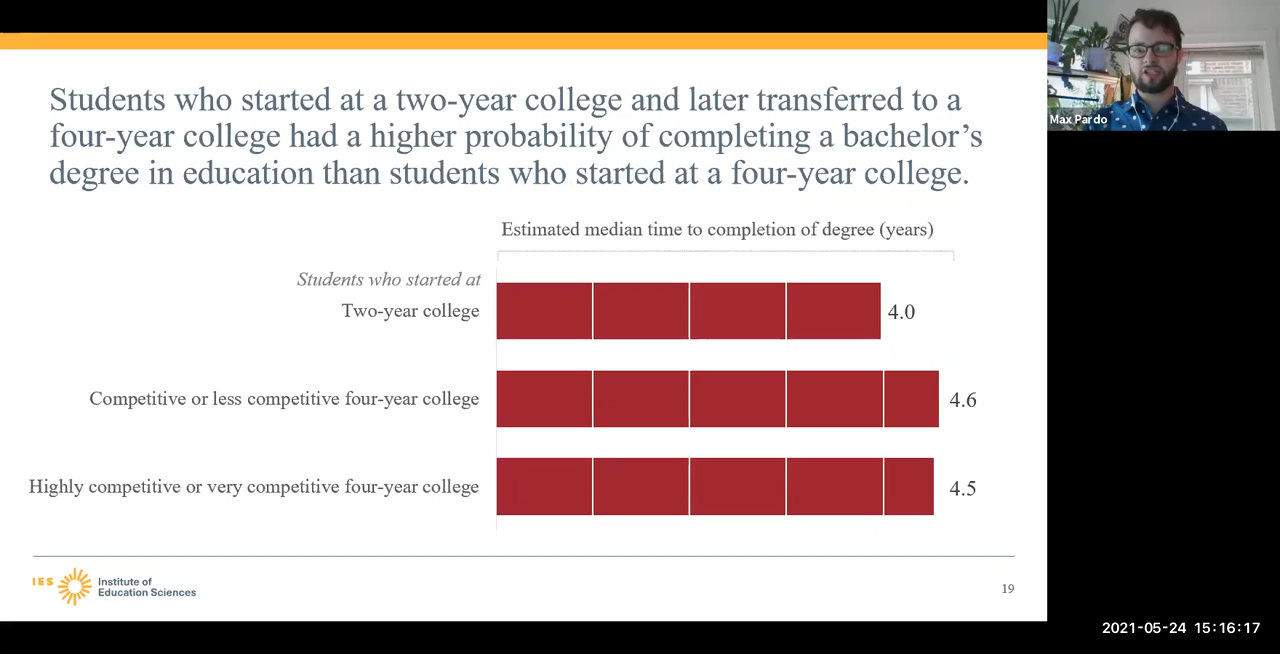 Students who started at a two-year college and later transferred to a
four-year college had a higher probability of completing a bachelor’s
degree in education than students who started at a four-year college.
Max Pardo
Estimated median time to completion of degree (years)
Students who started at
Two-year college
4.0
Competitive or less competitive four-year college
4.6
Highly competitive or very competitive four-year college
4.5
IES
Institute of
Education Sciences
19
2021-05-24 15:16:17